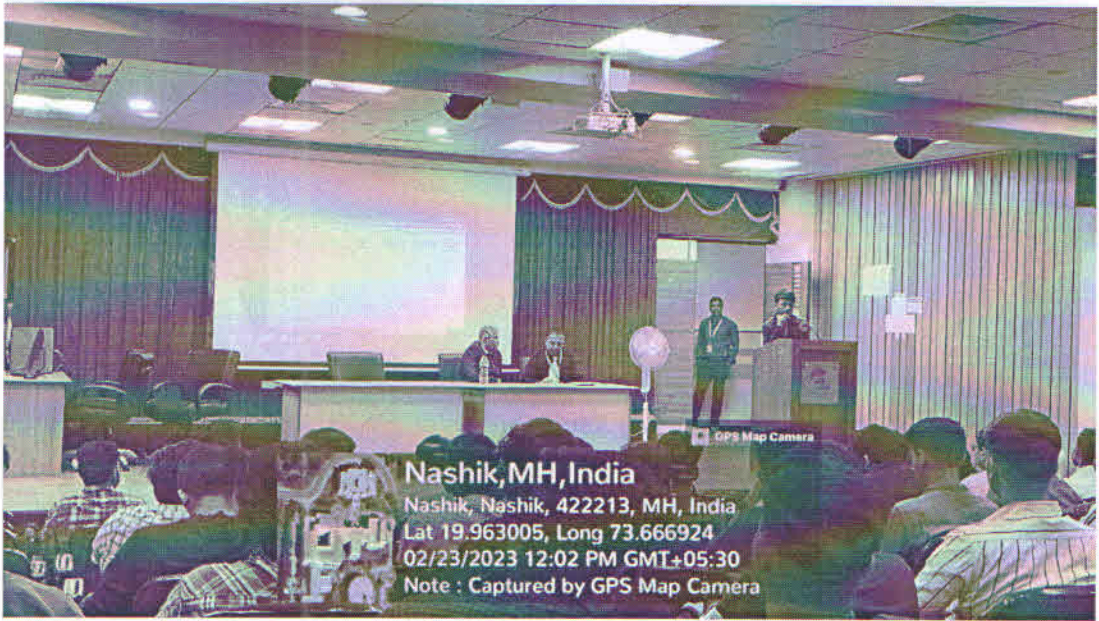 GPS Map Camera
Nashik,MH,India
Nashik, Nashik, 422213, MH, India
Lat 19.963005, Long 73.666924
02/23/2023 12:02 PM GMT+05:30
Note : Captured by GPS Map Camera